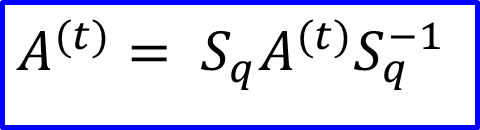 A^{(t)} = S_q A^{(t)} S_q^{-1}